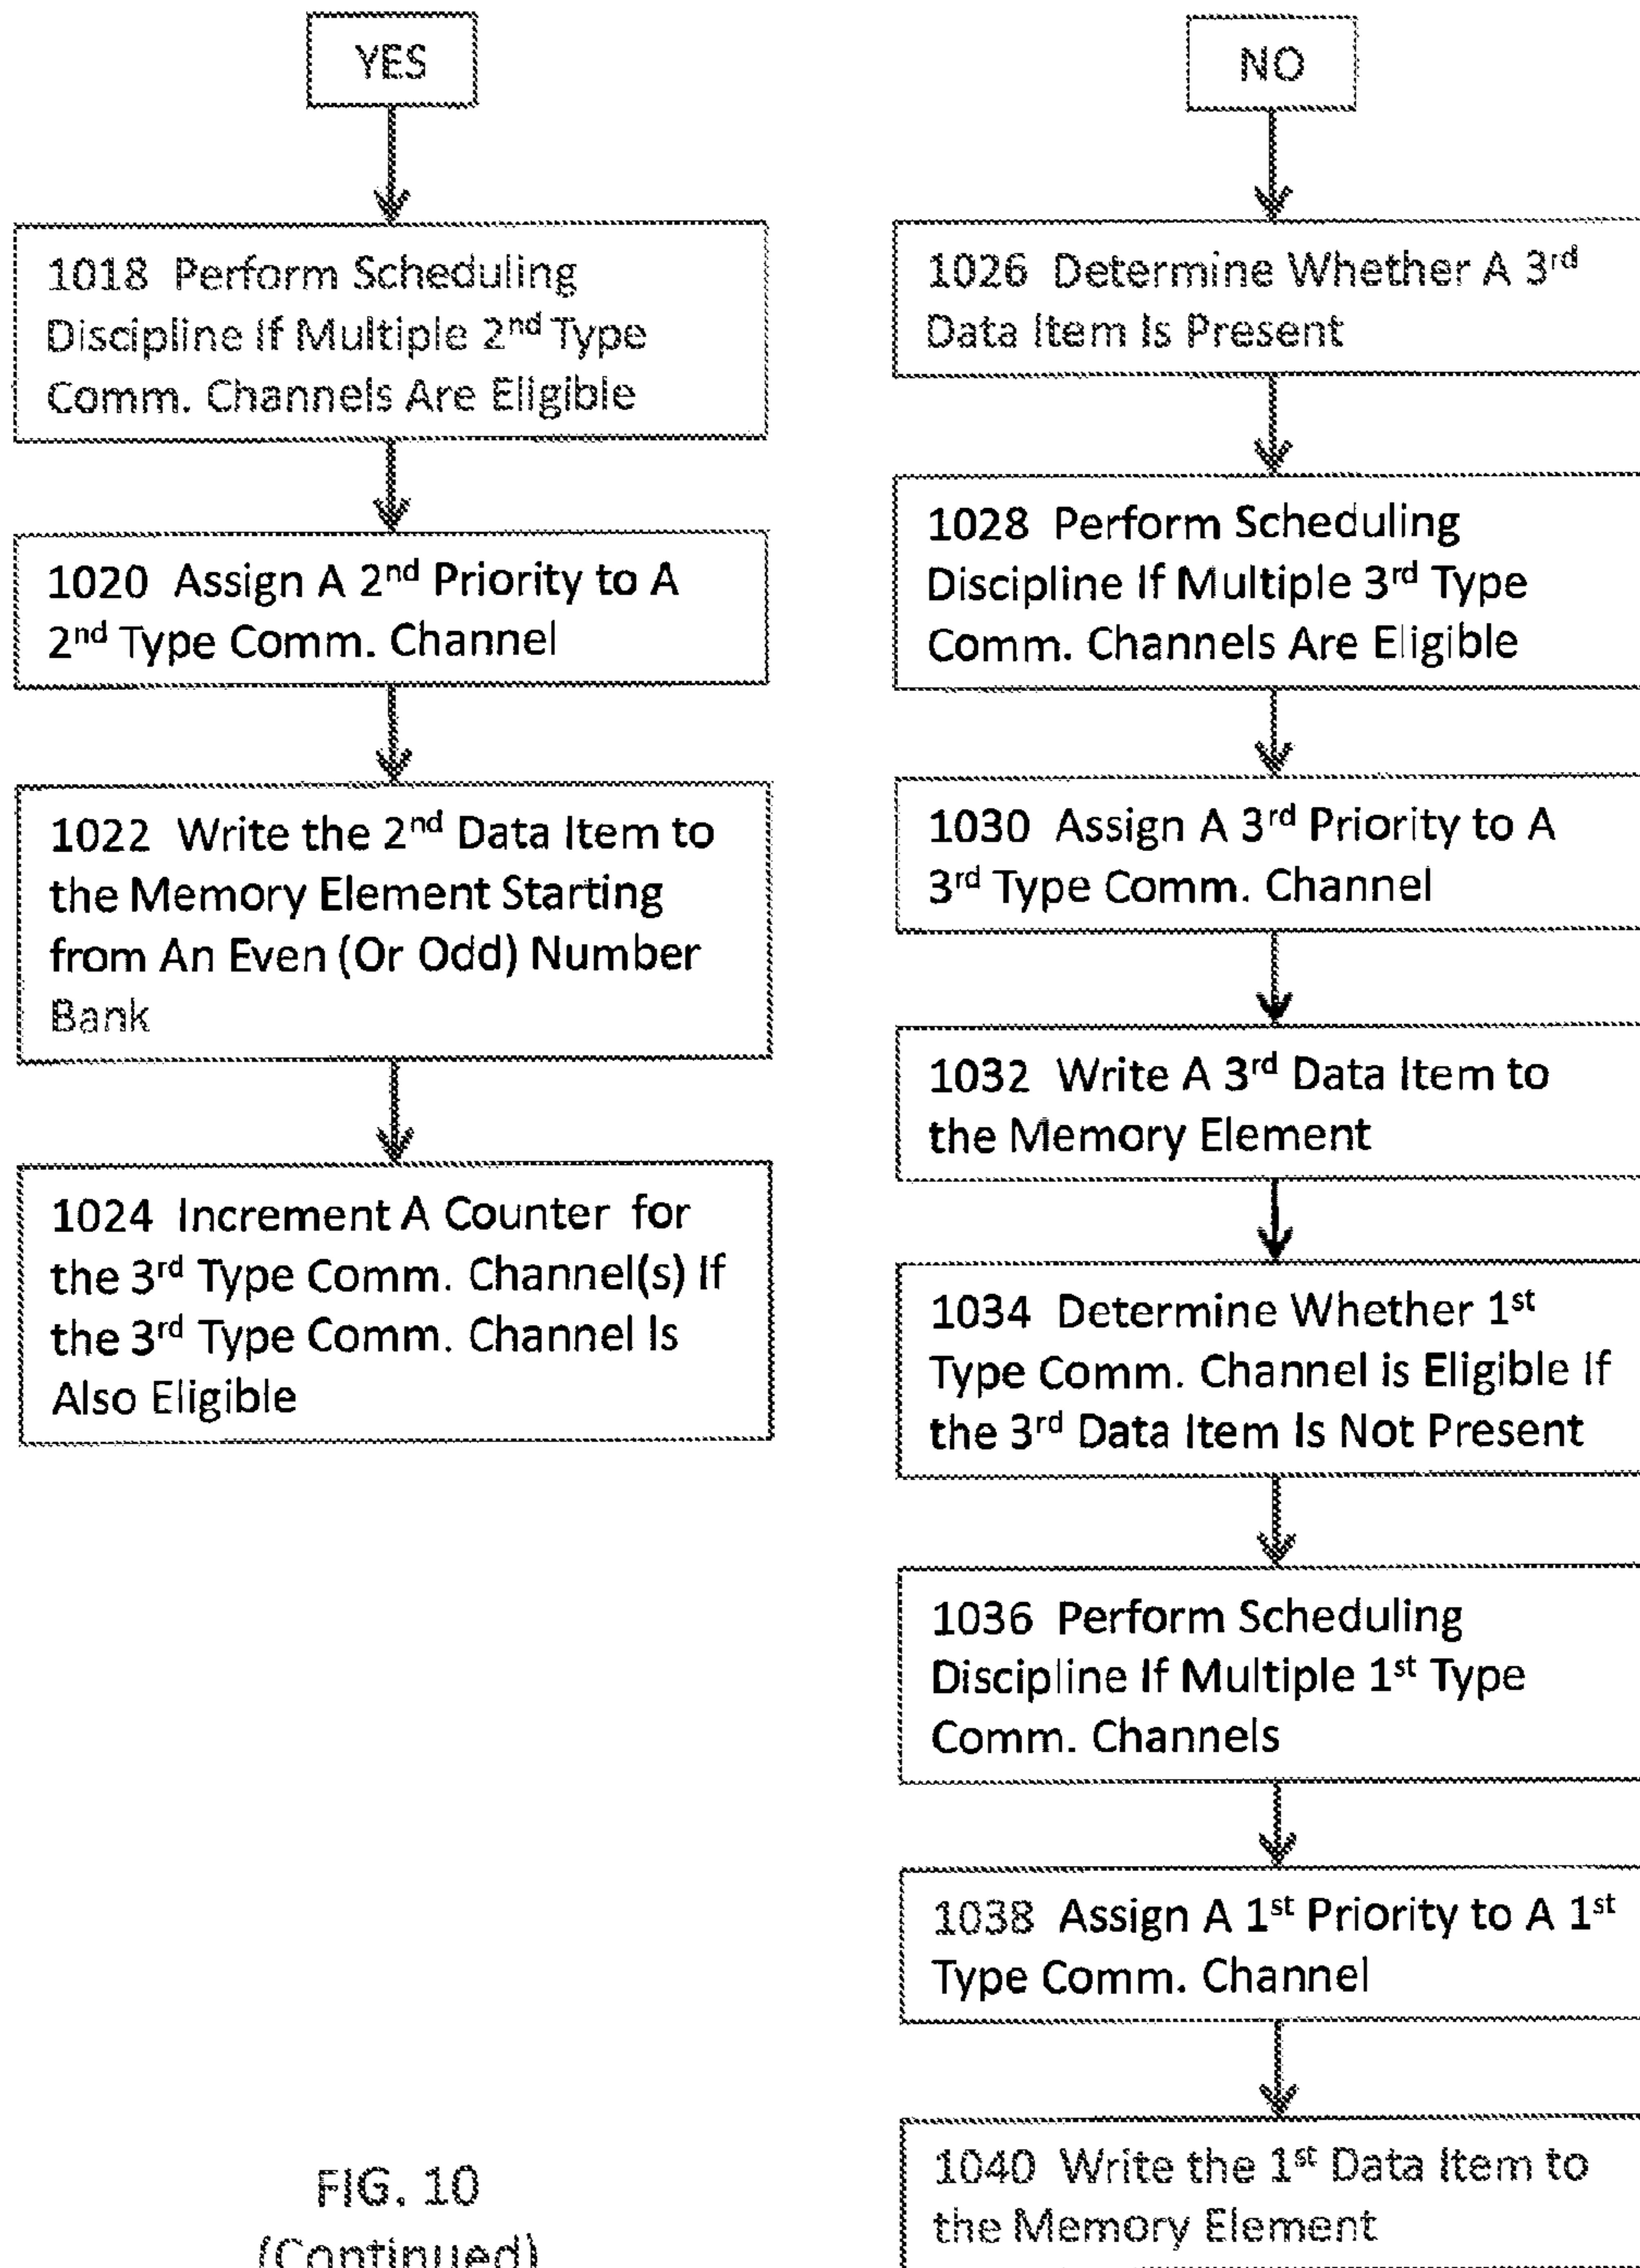 YES
1018 Perform Scheduling
Discipline If Multiple 2nd Type
Comm. Channels Are Eligible
1020 Assign A 2nd Priority to A
2nd Type Comm. Channel
1022 Write the 2nd Data Item to
the Memory Element Starting
from An Even (Or Odd) Number
Bank
1024 Increment A Counter for
the 3rd Type Comm. Channel(s) If
the 3rd Type Comm. Channel Is
Also Eligible
NO
1026 Determine Whether A 3rd
Data Item Is Present
1028 Perform Scheduling
Discipline If Multiple 3rd Type
Comm. Channels Are Eligible
1030 Assign A 3rd Priority to A
3rd Type Comm. Channel
1032 Write A 3rd Data Item to
the Memory Element
1034 Determine Whether 1st
Type Comm. Channel is Eligible If
the 3rd Data Item Is Not Present
1036 Perform Scheduling
Discipline If Multiple 1st Type
Comm. Channels
1038 Assign A 1st Priority to A 1st
Type Comm. Channel
1040 Write the 1st Data Item to
the Memory Element
FIG. 10
(Continued)